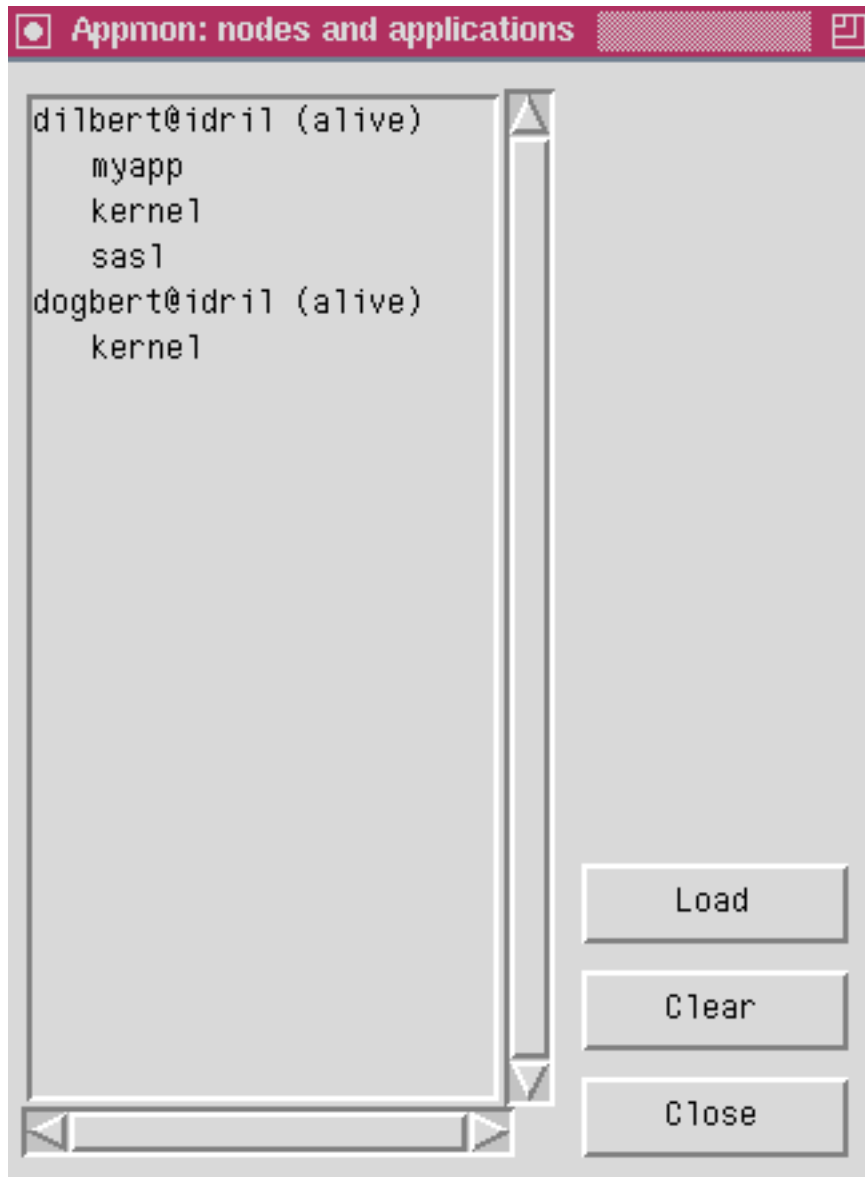 Appmon: nodes and applications
dilbert@idril (alive)
myapp
kernel
sasl
dogbert@idril (alive)
kernel
Load
Clear
Close